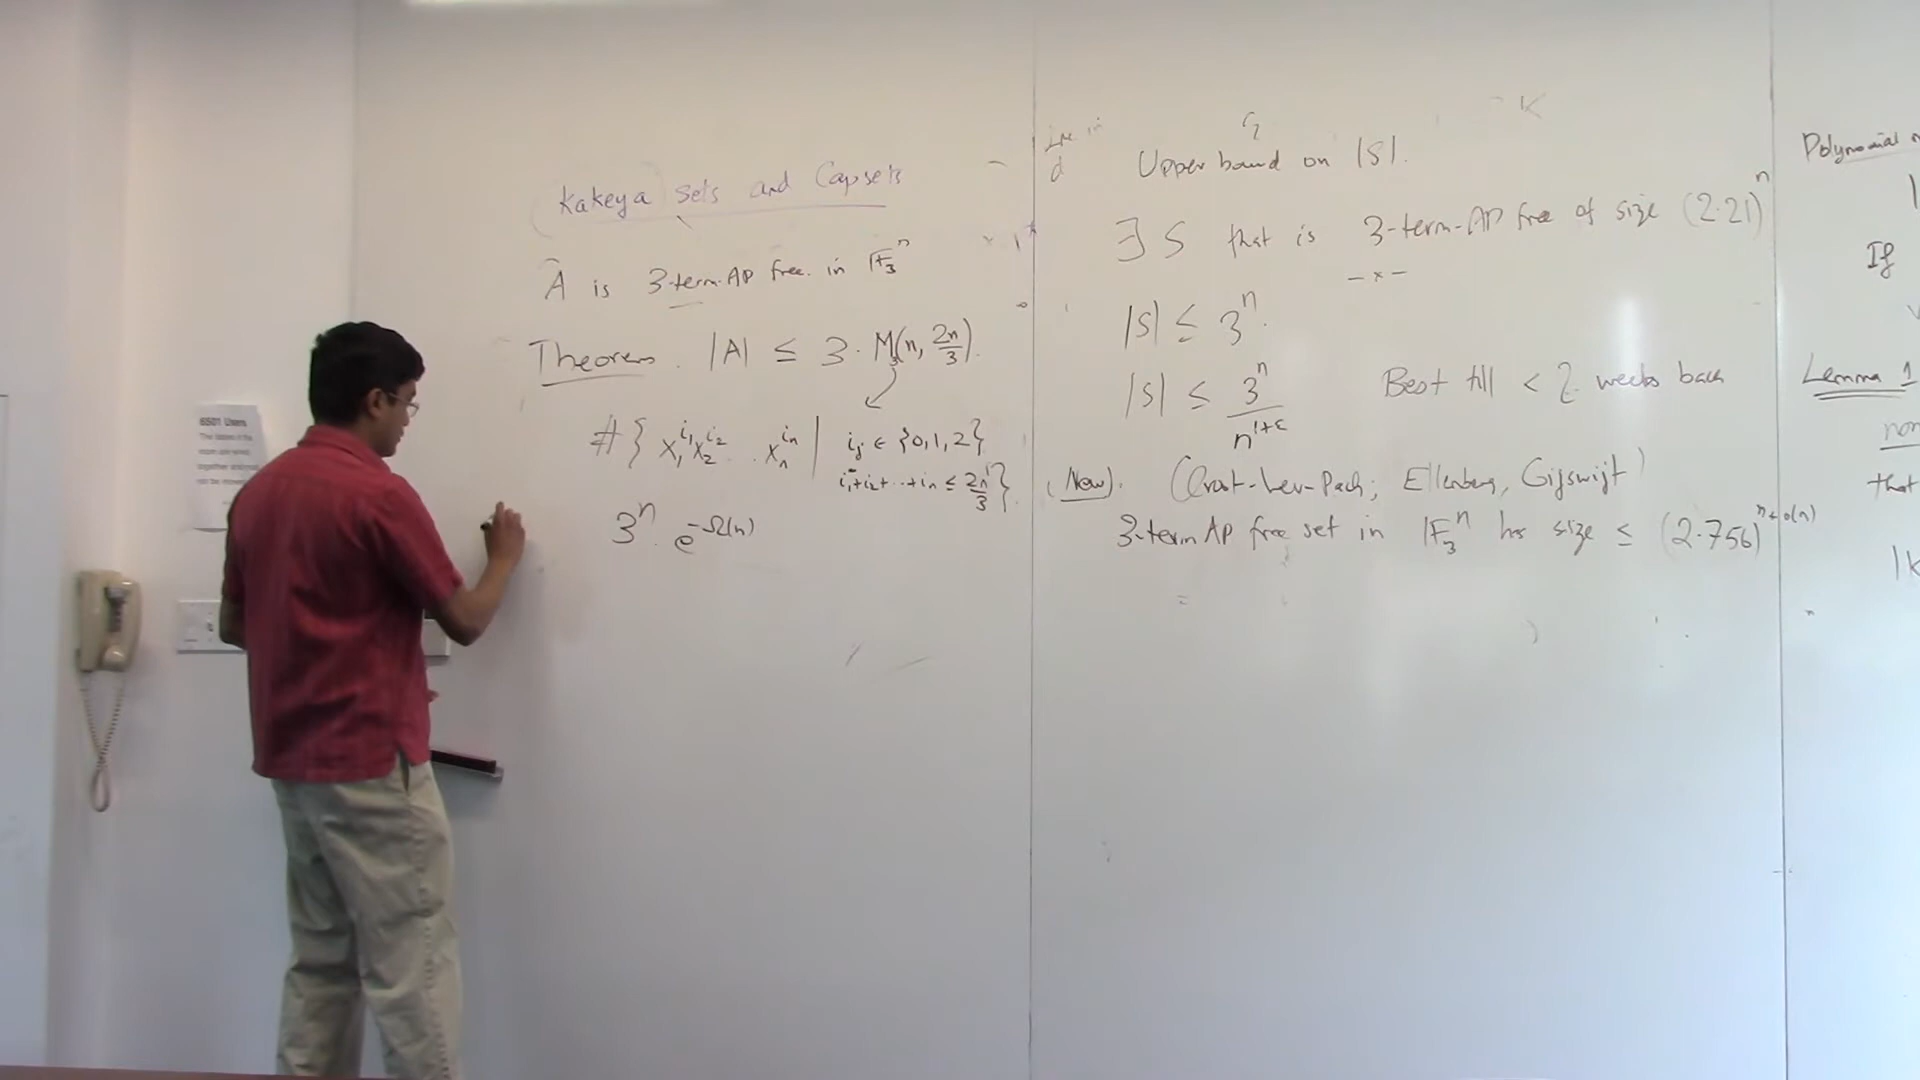 6501 Users
Kakeya Sets and Capsets
A is 3-term-AP free in 𝔽₃ⁿ
Theorem. |A| ≤ 3 · M₃(n, 2n/3).
#{ x₁^{i₁} x₂^{i₂} … xₙ^{iₙ} | iⱼ ∈ {0,1,2}
i₁+i₂+…+iₙ ≤ 2n/3 }
3ⁿ · e^{-Ω(n)}
Upper bound on |S|.
∃ S that is 3-term-AP free of size (2.21)ⁿ
— × —
|S| ≤ 3ⁿ.
|S| ≤ 3ⁿ / n^{1+ε} Best till < 2 weeks back
(New). (Croot-Lev-Pach; Ellenberg, Gijswijt)
3-term AP free set in 𝔽₃ⁿ has size ≤ (2.756)^{n+o(n)}
Polynomial
If
Lemma 1
that